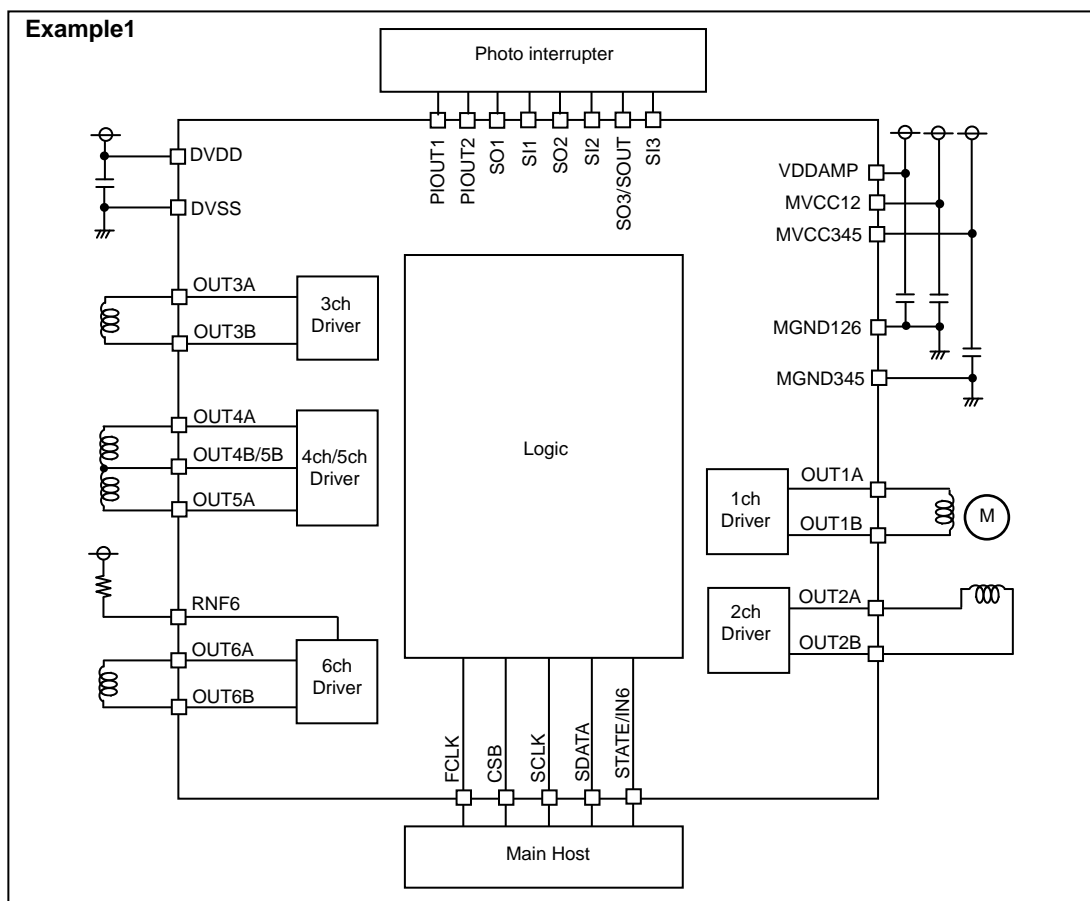 Example1
Photo interrupter
PIOUT1
PIOUT2
SO1
SI1
SO2
SI2
SO3/SOUT
SI3
DVDD
DVSS
VDDAMP
MVCC12
MVCC345
MGND126
MGND345
OUT3A
OUT3B
3ch
Driver
OUT4A
OUT4B/5B
OUT5A
4ch/5ch
Driver
Logic
OUT1A
OUT1B
1ch
Driver
M
RNF6
OUT6A
OUT6B
6ch
Driver
OUT2A
OUT2B
2ch
Driver
FCLK
CSB
SCLK
SDATA
STATE/IN6
Main Host